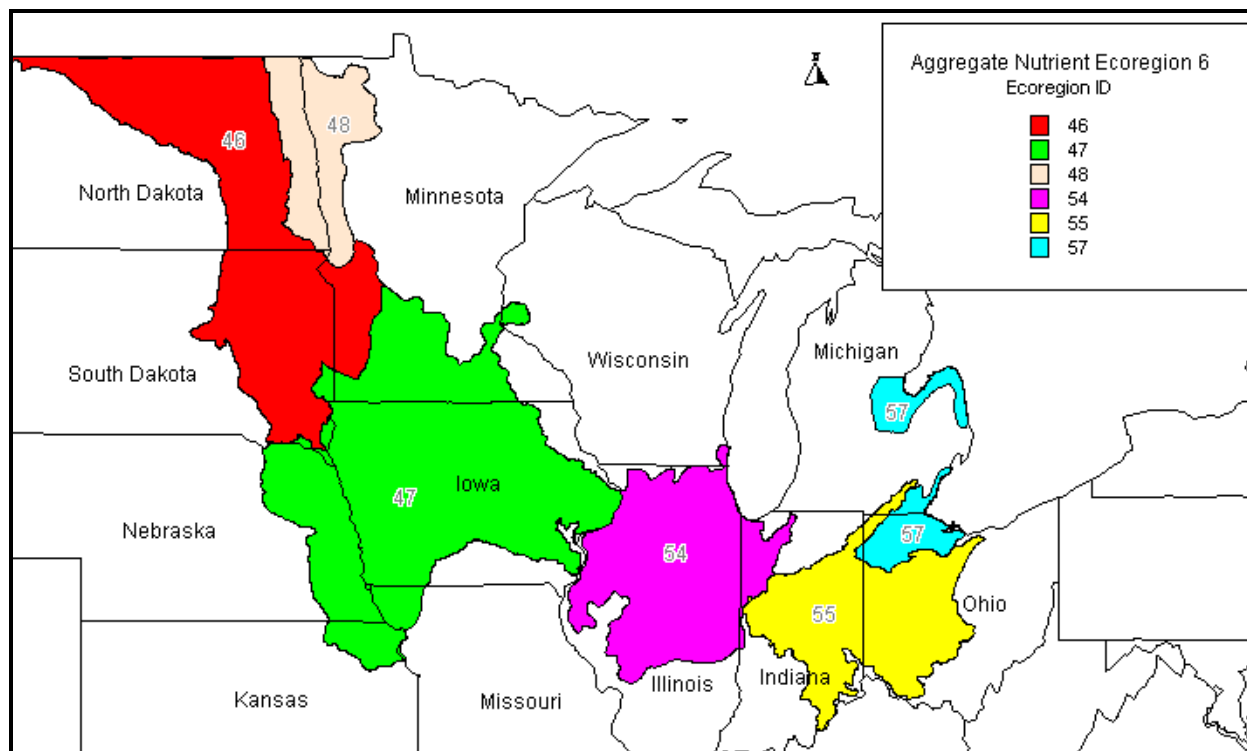 Aggregate Nutrient Ecoregion 6
Ecoregion ID
46
47
48
54
55
57
48
46
North Dakota
Minnesota
South Dakota
Wisconsin
Michigan
57
Iowa
47
Nebraska
54
57
55
Ohio
Indiana
Illinois
Kansas
Missouri